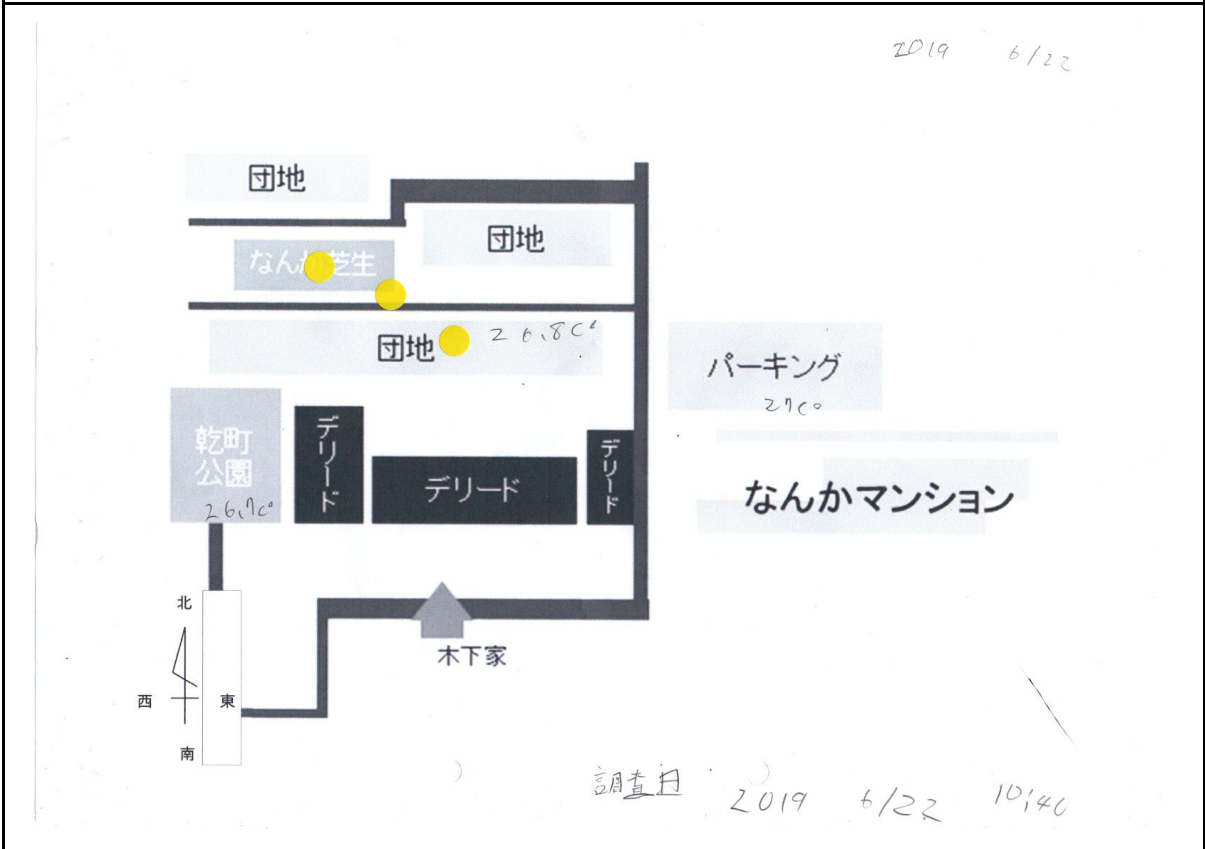 2019 6/22
団地
団地
なんか芝生
団地
26.8C°
パーキング
27C°
乾町
公園
26.7C°
デリード
デリード
デリード
なんかマンション
北
西
東
南
木下家
調査日 2019 6/22 10:40